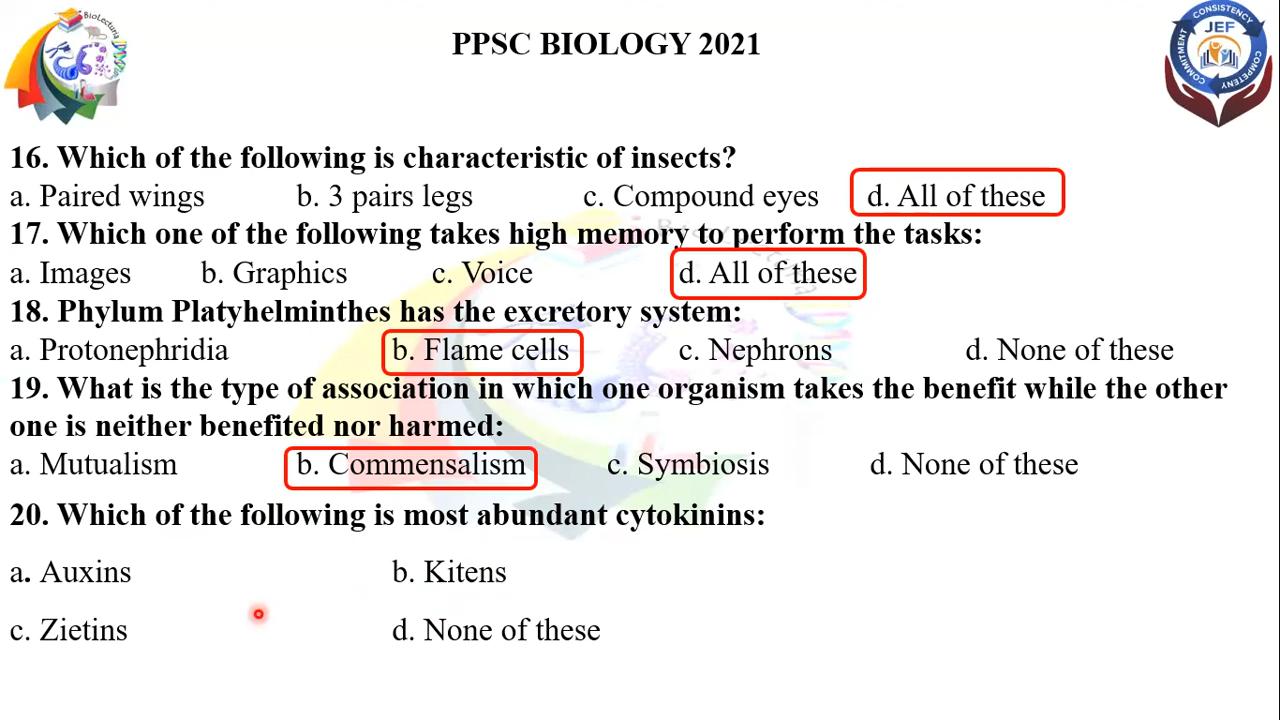 BioLectura
PPSC BIOLOGY 2021
CONSISTENCY
COMMITMENT
JEF
COMPETENY
16. Which of the following is characteristic of insects?
a. Paired wings b. 3 pairs legs c. Compound eyes d. All of these
17. Which one of the following takes high memory to perform the tasks:
a. Images b. Graphics c. Voice d. All of these
18. Phylum Platyhelminthes has the excretory system:
a. Protonephridia b. Flame cells c. Nephrons d. None of these
19. What is the type of association in which one organism takes the benefit while the other
one is neither benefited nor harmed:
a. Mutualism b. Commensalism c. Symbiosis d. None of these
20. Which of the following is most abundant cytokinins:
a. Auxins b. Kitens
c. Zietins d. None of these